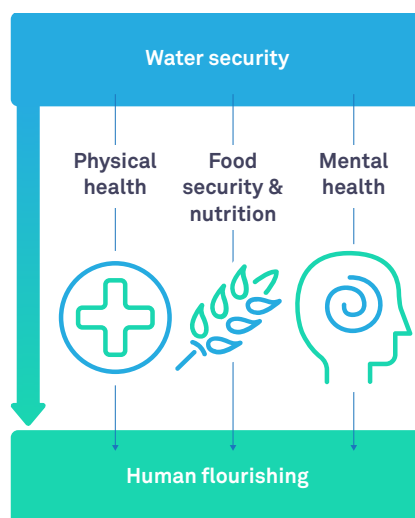 Water security
Physical
health
Food
security &
nutrition
Mental
health
Human flourishing